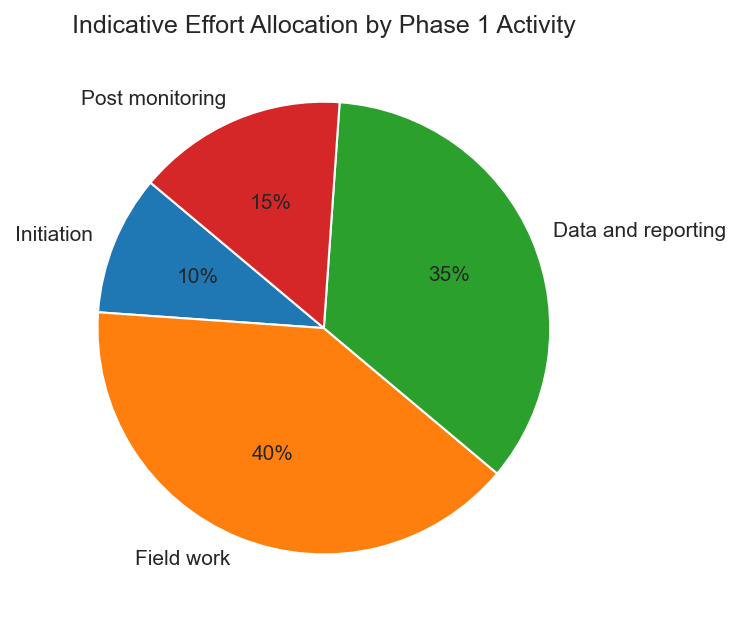 Indicative Effort Allocation by Phase 1 Activity
Post monitoring
15%
Initiation
10%
Data and reporting
35%
40%
Field work